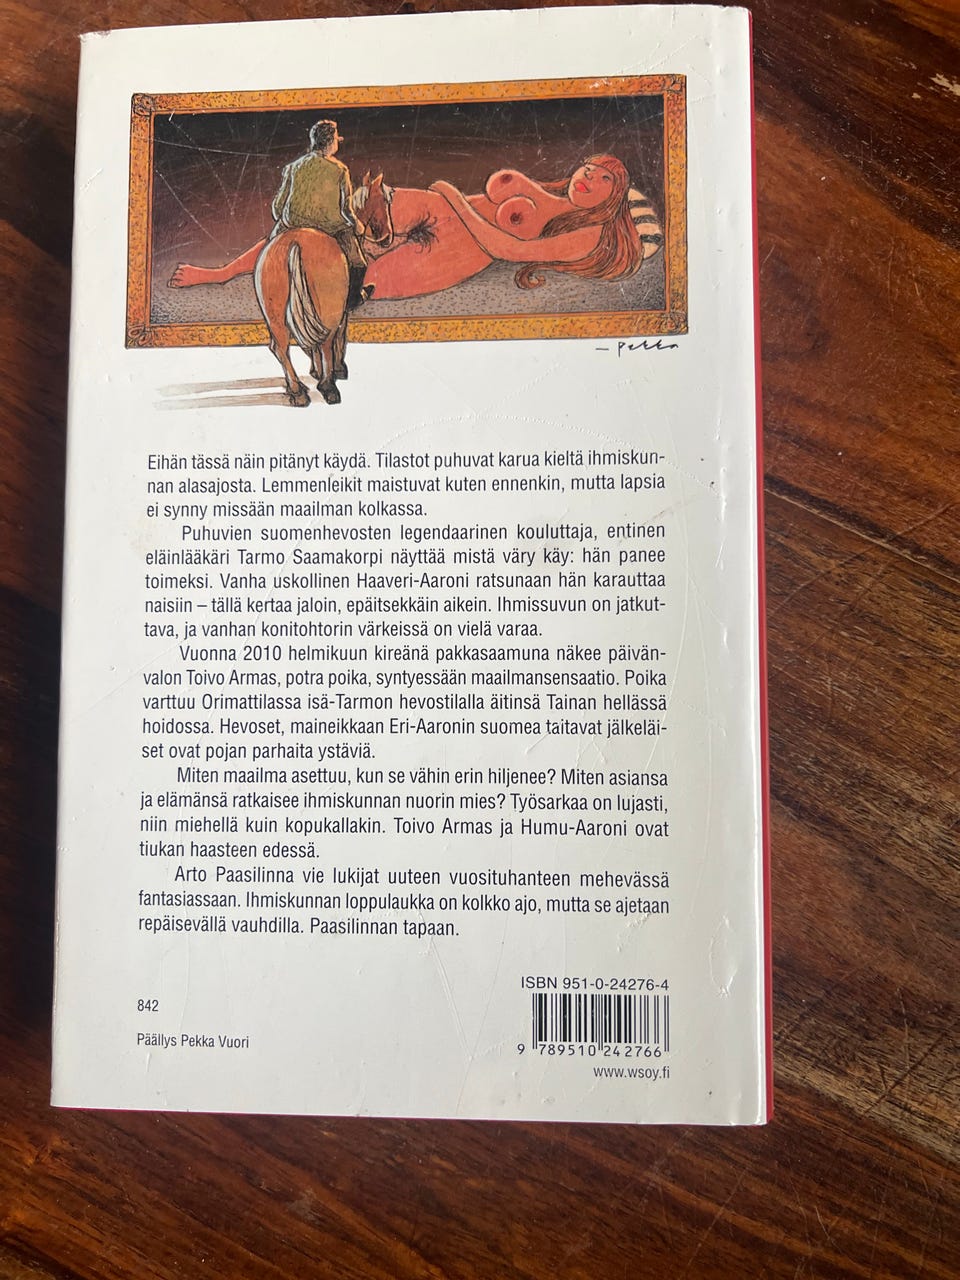 — Pekka
Eihän tässä näin pitänyt käydä. Tilastot puhuvat karua kieltä ihmiskun-
nan alasajosta. Lemmenleikit maistuvat kuten ennenkin, mutta lapsia
ei synny missään maailman kolkassa.
Puhuvien suomenhevosten legendaarinen kouluttaja, entinen
eläinlääkäri Tarmo Saamakorpi näyttää mistä väry käy: hän panee
toimeksi. Vanha uskollinen Haaveri-Aaroni ratsunaan hän karauttaa
naisiin – tällä kertaa jaloin, epäitsekkäin aikein. Ihmissuvun on jatkut-
tava, ja vanhan konitohtorin värkeissä on vielä varaa.
Vuonna 2010 helmikuun kireänä pakkasaamuna näkee päivän-
valon Toivo Armas, potra poika, syntyessään maailmansensaatio. Poika
varttuu Orimattilassa isä-Tarmon hevostilalla äitinsä Tainan hellässä
hoidossa. Hevoset, maineikkaan Eri-Aaronin suomea taitavat jälkeläi-
set ovat pojan parhaita ystäviä.
Miten maailma asettuu, kun se vähin erin hiljenee? Miten asiansa
ja elämänsä ratkaisee ihmiskunnan nuorin mies? Työsarkaa on lujasti,
niin miehellä kuin kopukallakin. Toivo Armas ja Humu-Aaroni ovat
tiukan haasteen edessä.
Arto Paasilinna vie lukijat uuteen vuosituhanteen mehevässä
fantasiassaan. Ihmiskunnan loppulaukka on kolkko ajo, mutta se ajetaan
repäisevällä vauhdilla. Paasilinnan tapaan.
ISBN 951-0-24276-4
842
Päällys Pekka Vuori
9 789510 242766
www.wsoy.fi